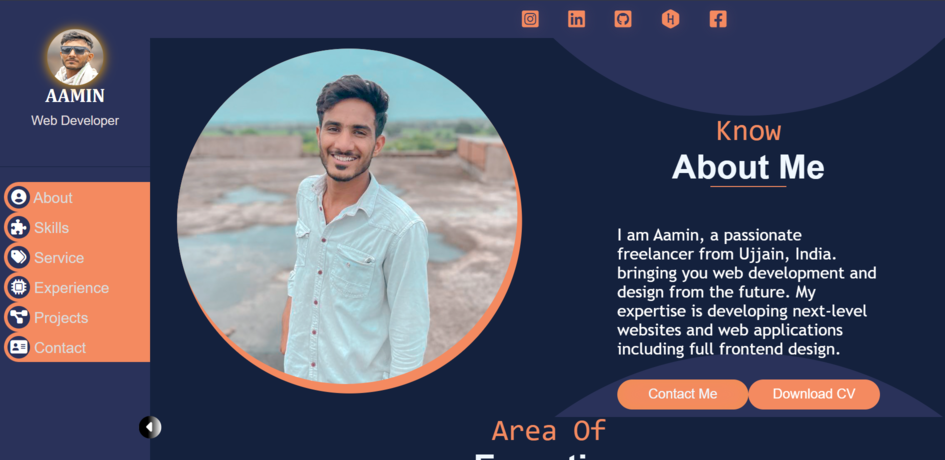 AAMIN
Web Developer
About
Skills
Service
Experience
Projects
Contact
Know
About Me
I am Aamin, a passionate
freelancer from Ujjain, India.
bringing you web development and
design from the future. My
expertise is developing next-level
websites and web applications
including full frontend design.
Contact Me
Download CV
Area Of